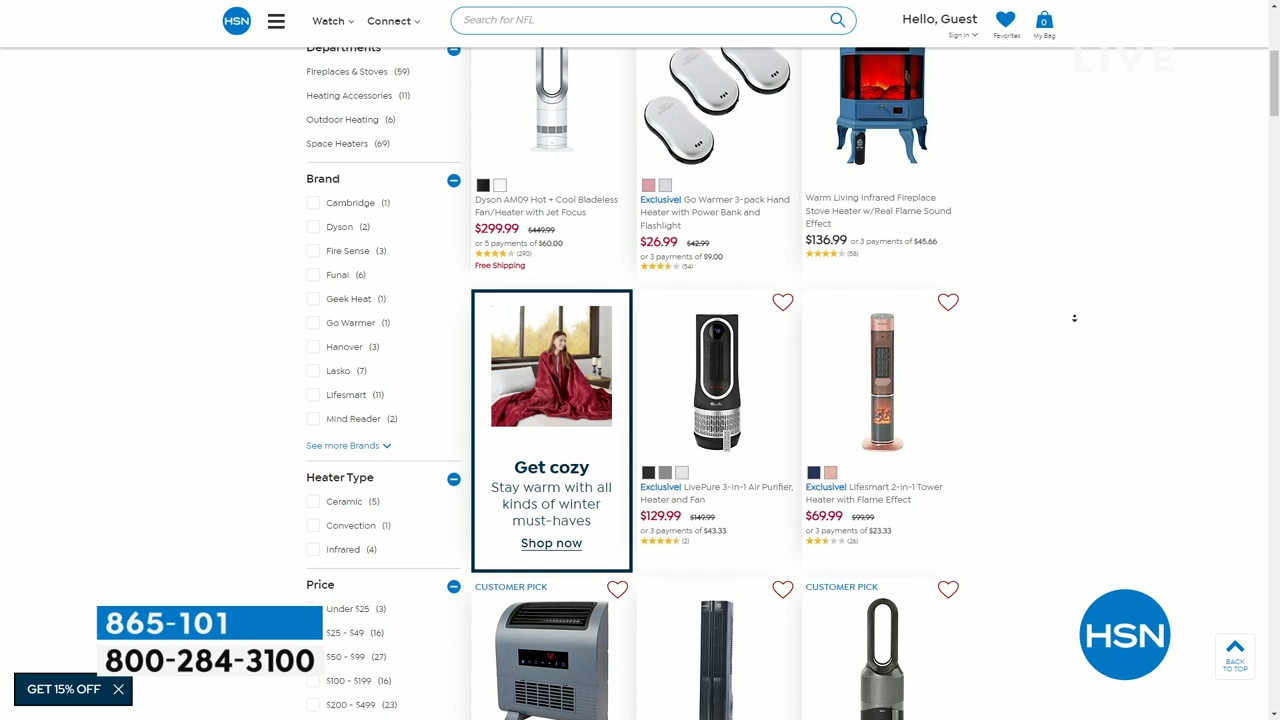 HSN
Watch
Connect
Search for NFL
Hello, Guest
Sign In
Favorites
0
My Bag
LIVE
Departments
Fireplaces & Stoves (59)
Heating Accessories (11)
Outdoor Heating (6)
Space Heaters (69)
Brand
Cambridge (1)
Dyson (2)
Fire Sense (3)
Funai (6)
Geek Heat (1)
Go Warmer (1)
Hanover (3)
Lasko (7)
Lifesmart (11)
Mind Reader (2)
See more Brands
Heater Type
Ceramic (5)
Convection (1)
Infrared (4)
Price
Under $25 (3)
$25 - $49 (16)
$50 - $99 (27)
$100 - $199 (16)
$200 - $499 (23)
Dyson AM09 Hot + Cool Bladeless
Fan/Heater with Jet Focus
$299.99 $449.99
or 5 payments of $60.00
(290)
Free Shipping
Exclusive! Go Warmer 3-pack Hand
Heater with Power Bank and
Flashlight
$26.99 $42.99
or 3 payments of $9.00
(54)
Warm Living Infrared Fireplace
Stove Heater w/Real Flame Sound
Effect
$136.99 or 3 payments of $45.66
(58)
Get cozy
Stay warm with all
kinds of winter
must-haves
Shop now
Exclusive! LivePure 3-in-1 Air Purifier,
Heater and Fan
$129.99 $149.99
or 3 payments of $43.33
(2)
Exclusive! Lifesmart 2-in-1 Tower
Heater with Flame Effect
$69.99 $99.99
or 3 payments of $23.33
(26)
CUSTOMER PICK
CUSTOMER PICK
865-101
800-284-3100
GET 15% OFF
HSN
BACK
TO TOP